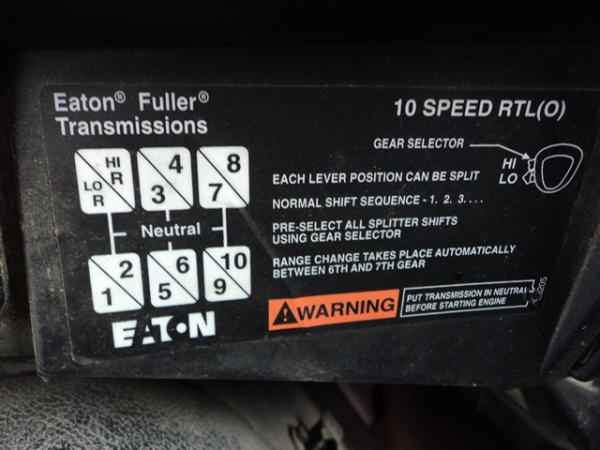 Eaton® Fuller®
Transmissions
10 SPEED RTL(O)
GEAR SELECTOR
HI
LO
HI
R
LO
R
4
3
8
7
Neutral
2
1
6
5
10
9
EACH LEVER POSITION CAN BE SPLIT
NORMAL SHIFT SEQUENCE - 1. 2. 3. . . .
PRE-SELECT ALL SPLITTER SHIFTS
USING GEAR SELECTOR
RANGE CHANGE TAKES PLACE AUTOMATICALLY
BETWEEN 6TH AND 7TH GEAR
WARNING
PUT TRANSMISSION IN NEUTRAL
BEFORE STARTING ENGINE
EATON